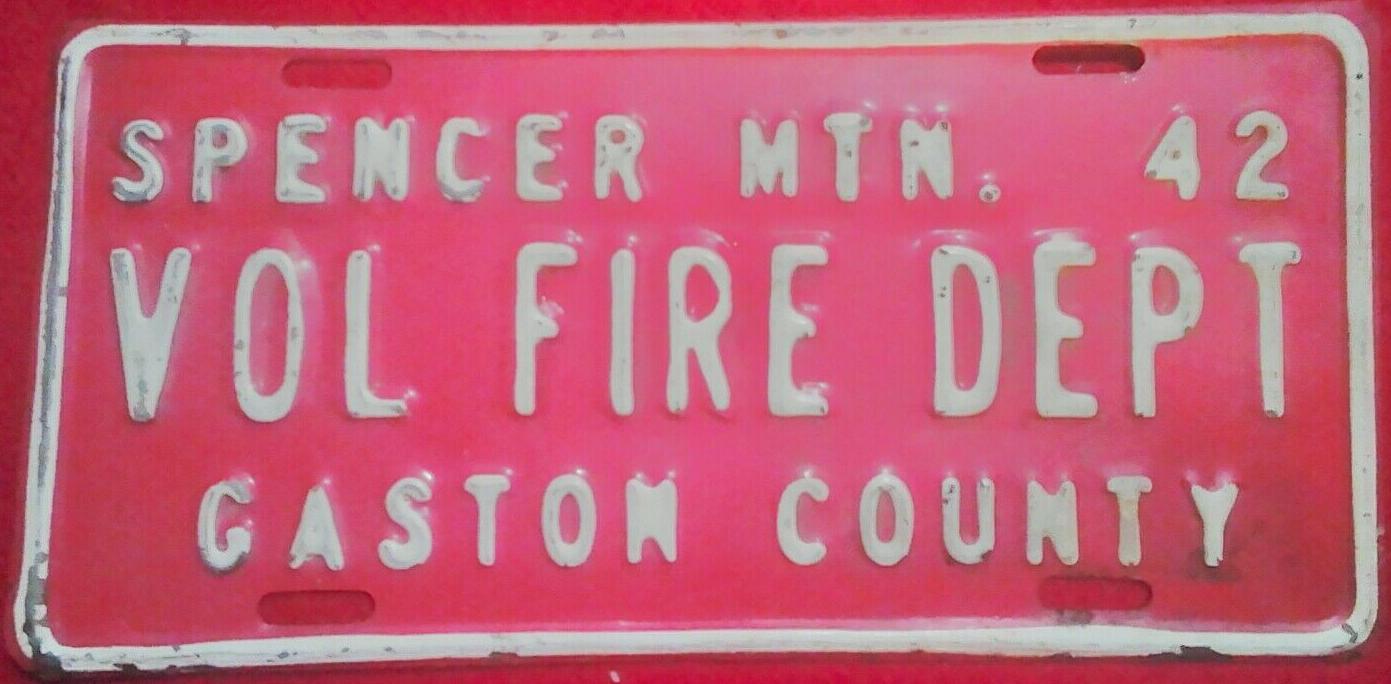 SPENCER MTN. 42
VOL FIRE DEPT
GASTON COUNTY